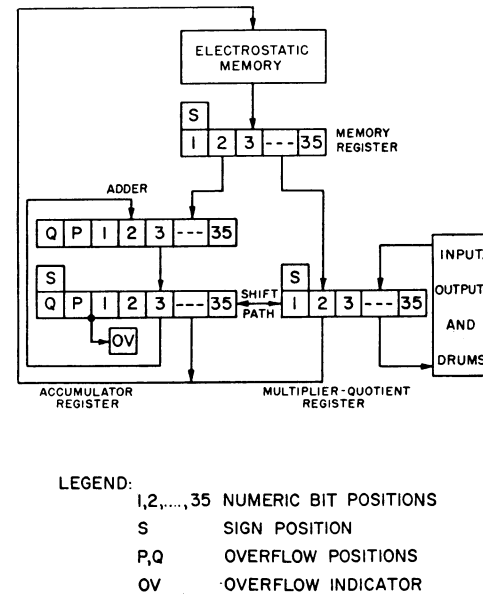 ELECTROSTATIC
MEMORY
S
1 2 3 --- 35
MEMORY
REGISTER
ADDER
Q P 1 2 3 --- 35
S
Q P 1 2 3 --- 35
SHIFT
PATH
S
1 2 3 --- 35
INPUT,
OUTPUT
AND
DRUMS
OV
ACCUMULATOR
REGISTER
MULTIPLIER-QUOTIENT
REGISTER
LEGEND:
1,2,....,35 NUMERIC BIT POSITIONS
S SIGN POSITION
P,Q OVERFLOW POSITIONS
OV OVERFLOW INDICATOR